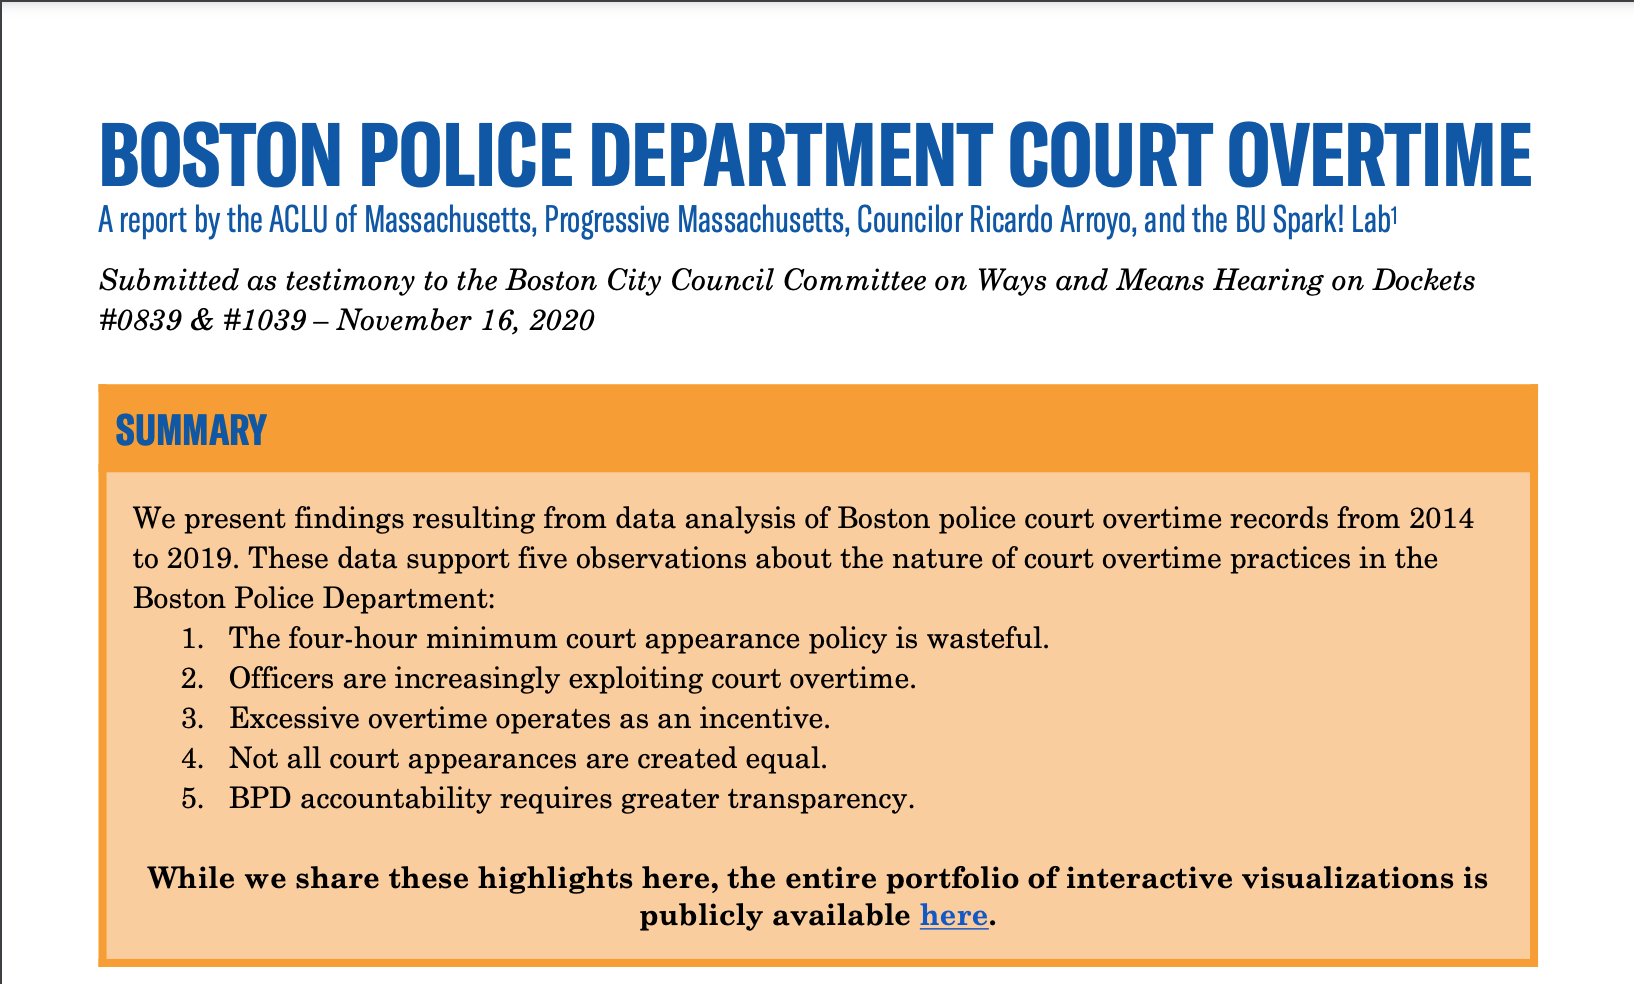 BOSTON POLICE DEPARTMENT COURT OVERTIME
A report by the ACLU of Massachusetts, Progressive Massachusetts, Councilor Ricardo Arroyo, and the BU Spark! Lab¹
Submitted as testimony to the Boston City Council Committee on Ways and Means Hearing on Dockets
#0839 & #1039 – November 16, 2020
SUMMARY
We present findings resulting from data analysis of Boston police court overtime records from 2014
to 2019. These data support five observations about the nature of court overtime practices in the
Boston Police Department:
1. The four-hour minimum court appearance policy is wasteful.
2. Officers are increasingly exploiting court overtime.
3. Excessive overtime operates as an incentive.
4. Not all court appearances are created equal.
5. BPD accountability requires greater transparency.
While we share these highlights here, the entire portfolio of interactive visualizations is
publicly available here.